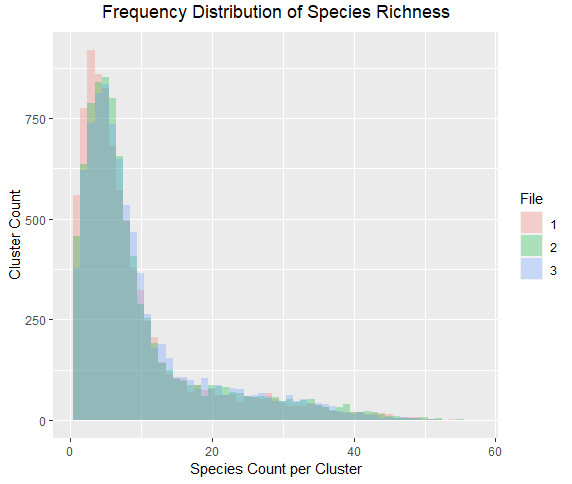 Frequency Distribution of Species Richness
Cluster Count
750
500
250
0
0 20 40 60
Species Count per Cluster
File
1
2
3